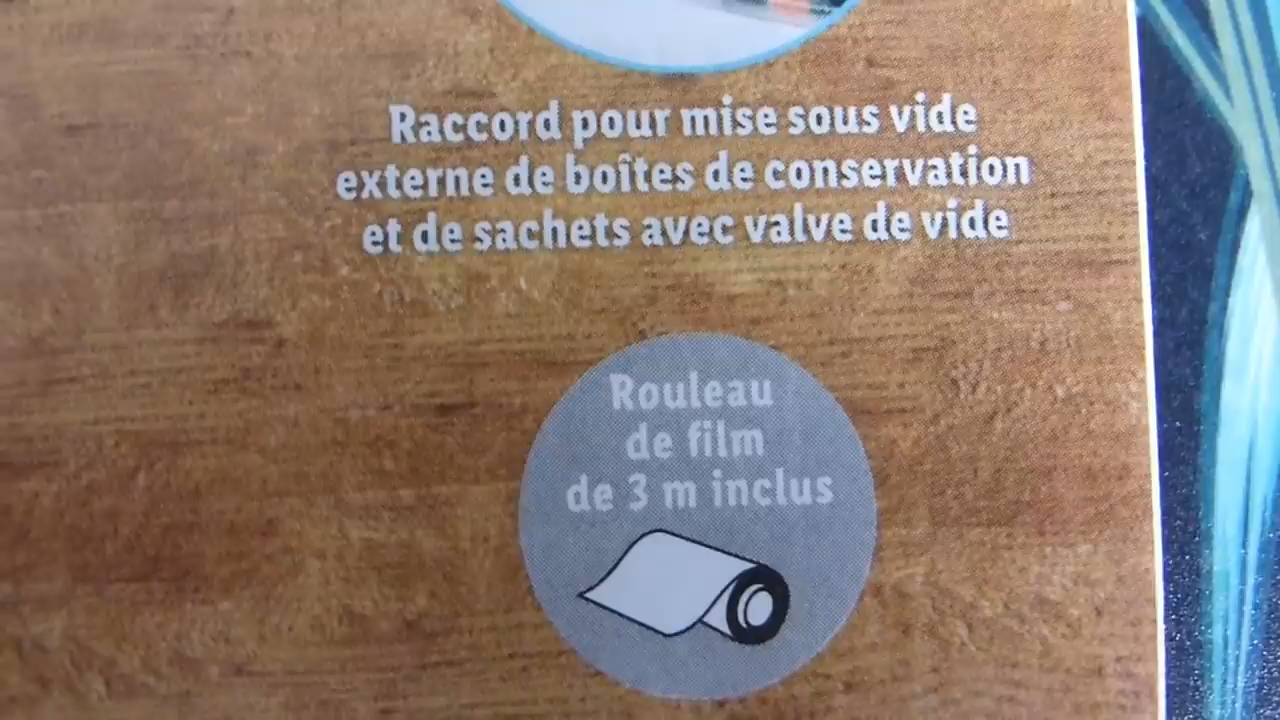 Raccord pour mise sous vide
externe de boîtes de conservation
et de sachets avec valve de vide
Rouleau
de film
de 3 m inclus